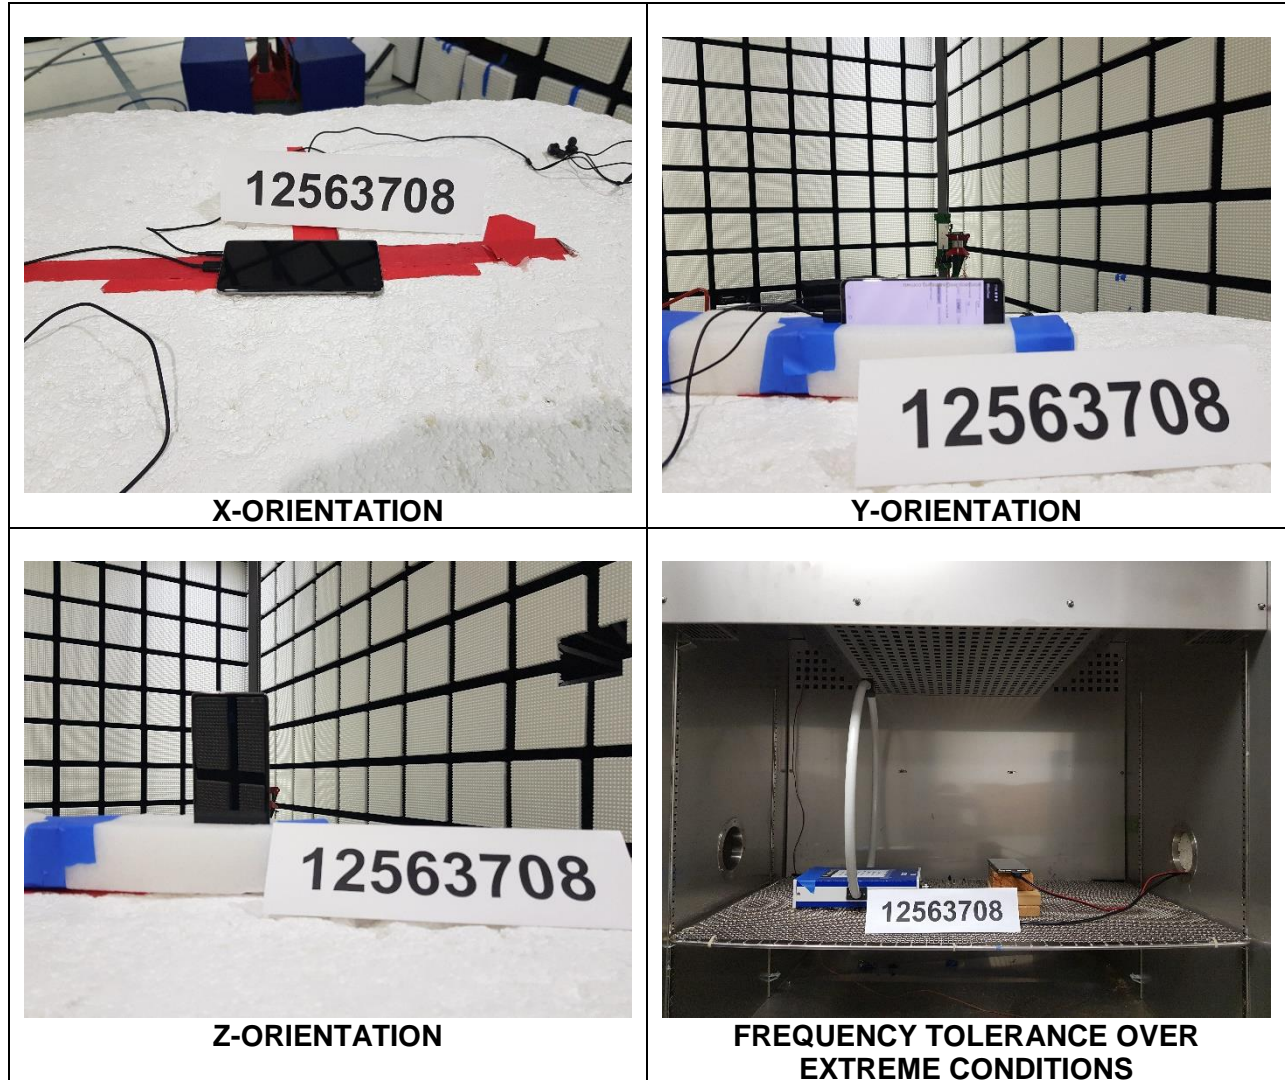 12563708
12563708
X-ORIENTATION
Y-ORIENTATION
12563708
12563708
Z-ORIENTATION
FREQUENCY TOLERANCE OVER
EXTREME CONDITIONS